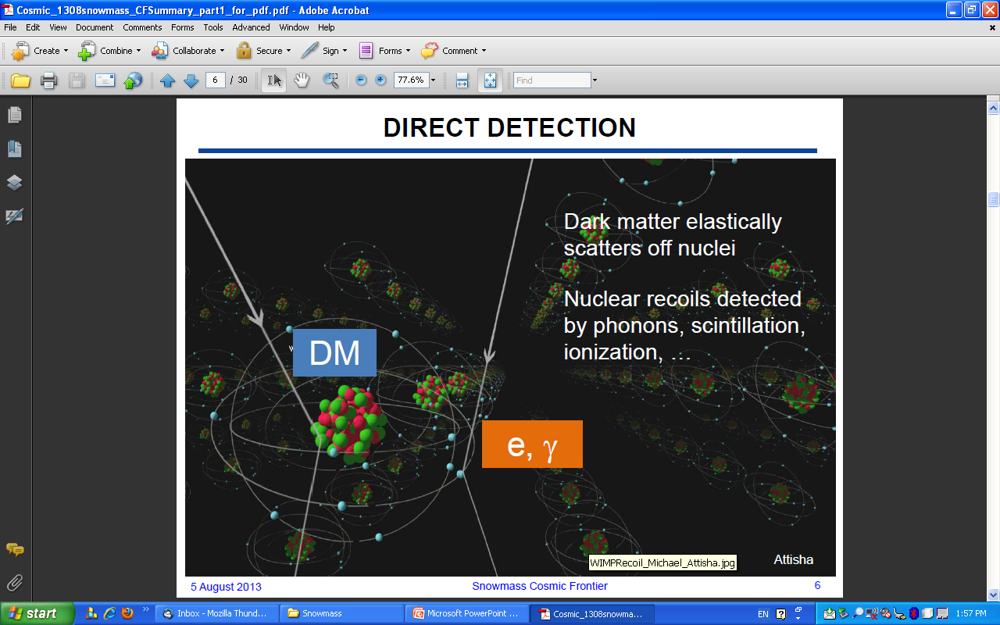 Cosmic_1308snowmass_CFSummary_part1_for_pdf.pdf - Adobe Acrobat
File Edit View Document Comments Forms Tools Advanced Window Help
Create Combine Collaborate Secure Sign Forms Comment
6 / 30 77.6% Find
DIRECT DETECTION
Dark matter elastically
scatters off nuclei
Nuclear recoils detected
by phonons, scintillation,
ionization, …
DM
e, γ
WIMPRecoil_Michael_Attisha.jpg
Attisha
5 August 2013 Snowmass Cosmic Frontier 6
start Inbox - Mozilla Thund... Snowmass Microsoft PowerPoint ... Cosmic_1308snowma... EN 1:57 PM